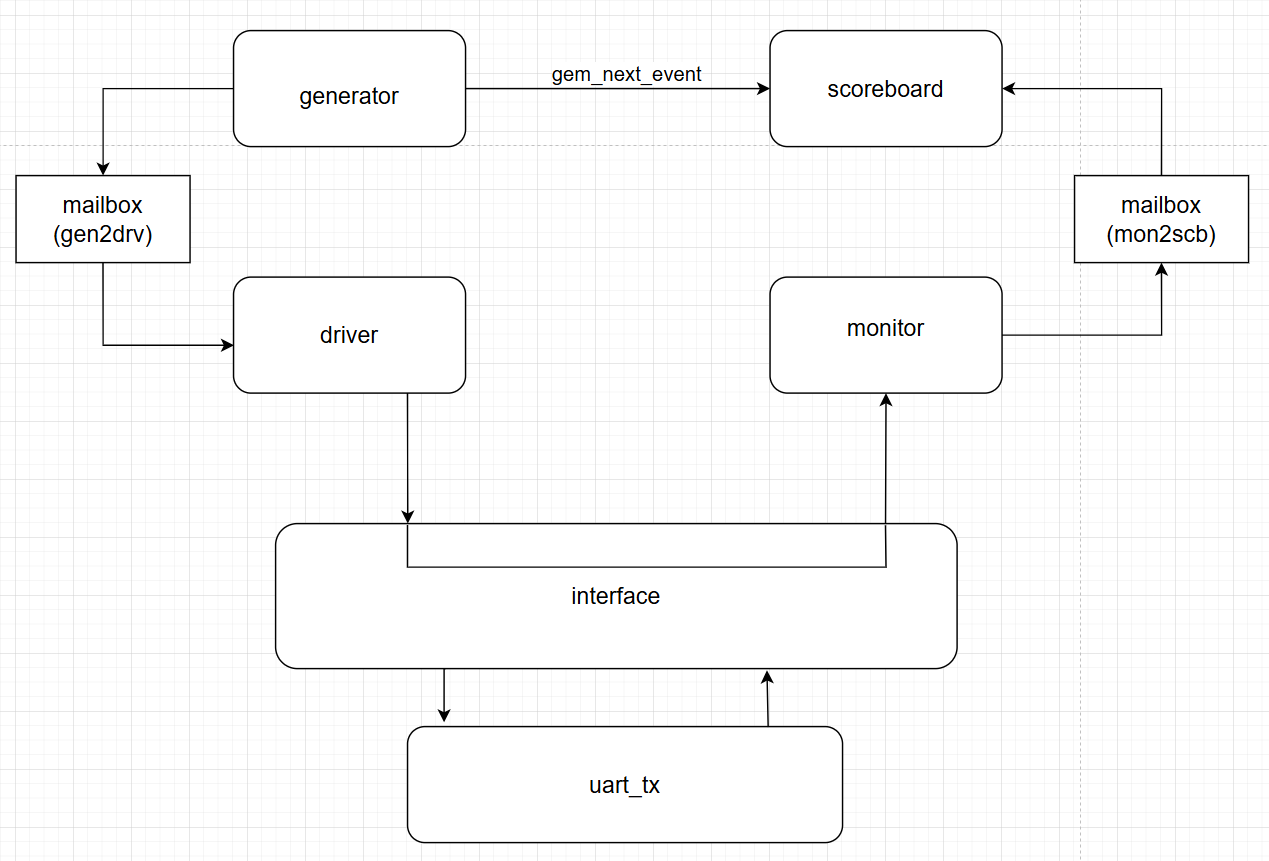 generator
gem_next_event
scoreboard
mailbox
(gen2drv)
mailbox
(mon2scb)
driver
monitor
interface
uart_tx